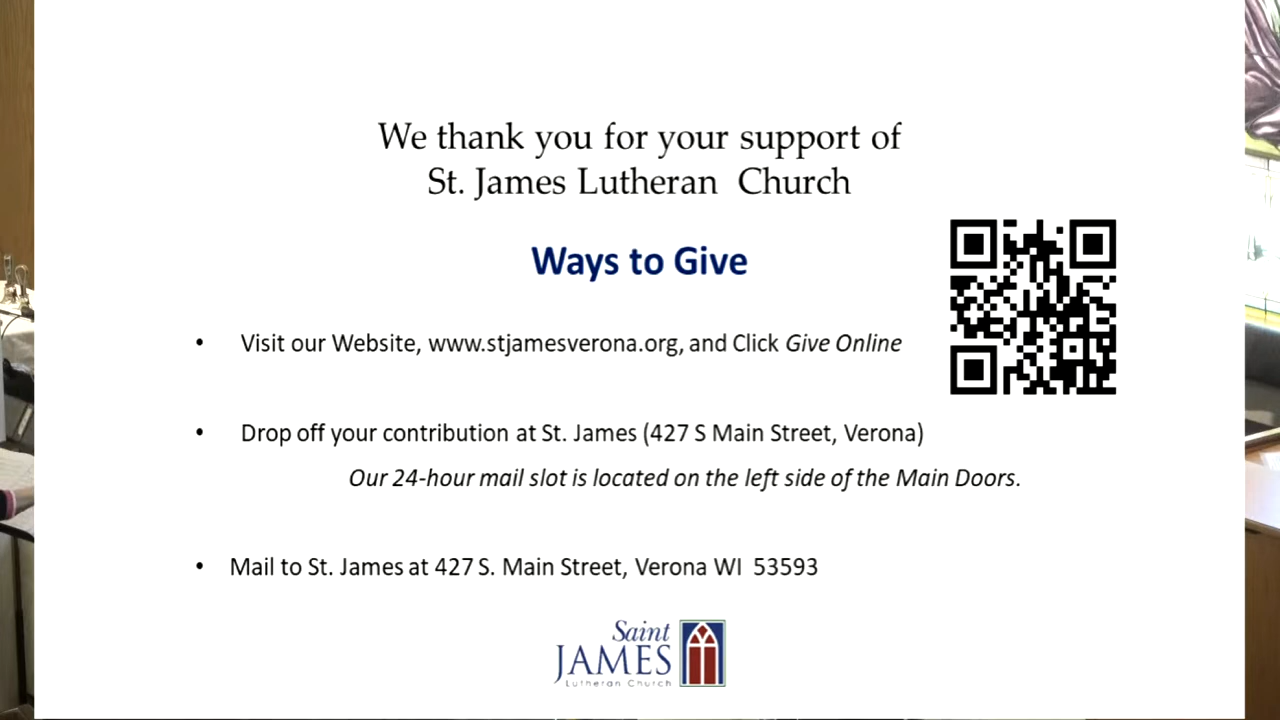 We thank you for your support of
St. James Lutheran Church
Ways to Give
• Visit our Website, www.stjamesverona.org, and Click Give Online
• Drop off your contribution at St. James (427 S Main Street, Verona)
Our 24-hour mail slot is located on the left side of the Main Doors.
• Mail to St. James at 427 S. Main Street, Verona WI 53593
Saint
JAMES
Lutheran Church